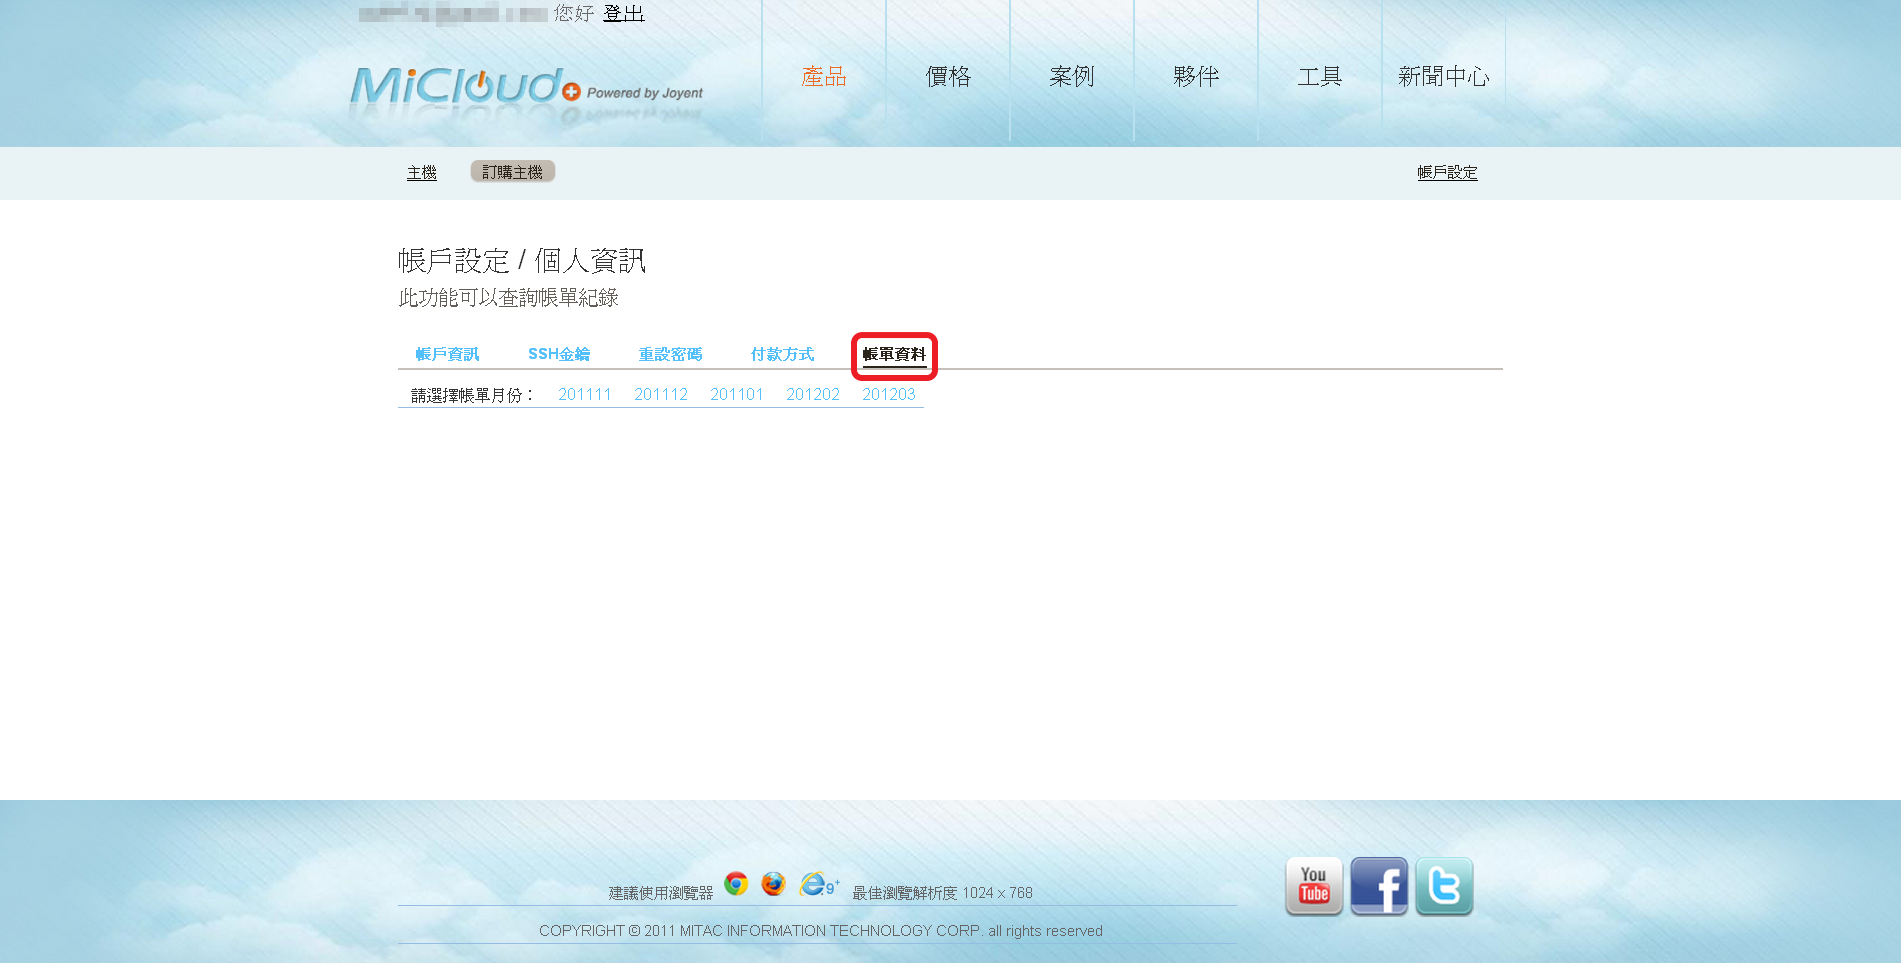 您好 登出
MiCloud Powered by Joyent
產品 價格 案例 夥伴 工具 新聞中心
主機 訂購主機 帳戶設定
帳戶設定 / 個人資訊
此功能可以查詢帳單紀錄
帳戶資訊 SSH金鑰 重設密碼 付款方式 帳單資料
請選擇帳單月份： 201111 201112 201101 201202 201203
建議使用瀏覽器 9+ 最佳瀏覽解析度 1024 x 768
You Tube
COPYRIGHT © 2011 MITAC INFORMATION TECHNOLOGY CORP. all rights reserved